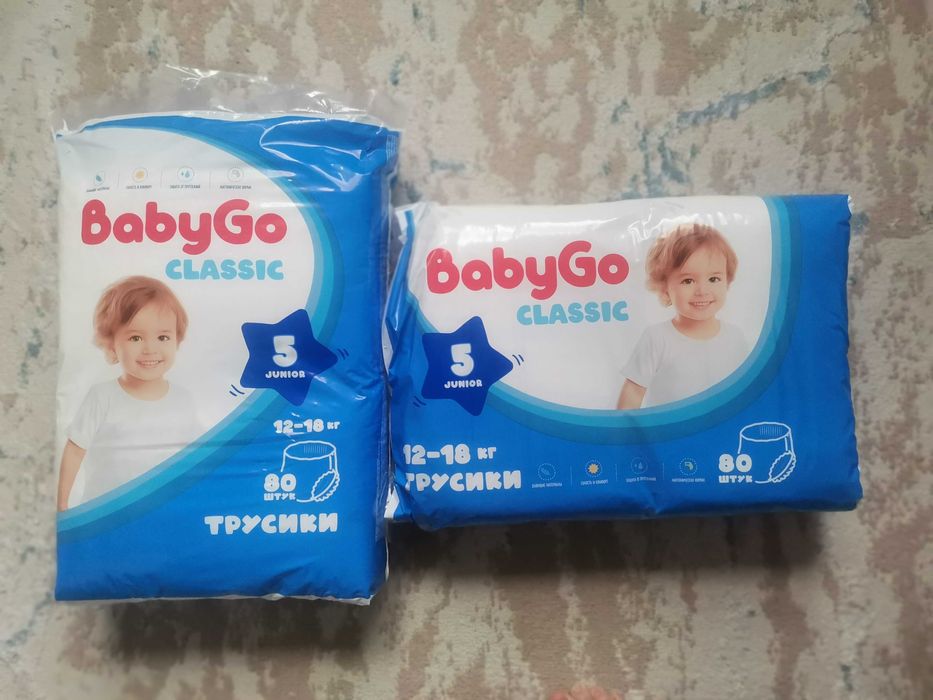 BabyGo
CLASSIC
5
JUNIOR
12-18 кг
80
штук
ТРУСИКИ
BabyGo
CLASSIC
5
JUNIOR
12-18 кг
ТРУСИКИ
80
штук